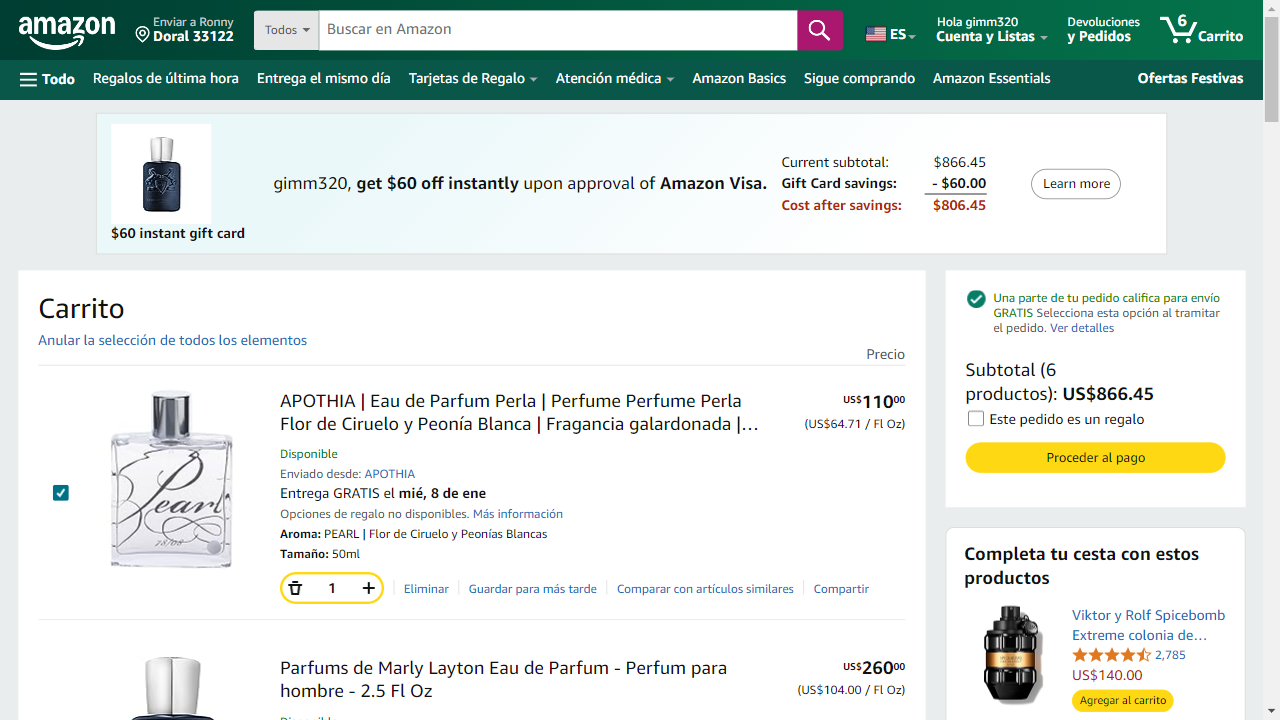 amazon
Enviar a Ronny
Doral 33122
Todos
Buscar en Amazon
ES
Hola gimm320
Cuenta y Listas
Devoluciones
y Pedidos
6
Carrito
Todo
Regalos de última hora
Entrega el mismo día
Tarjetas de Regalo
Atención médica
Amazon Basics
Sigue comprando
Amazon Essentials
Ofertas Festivas
$60 instant gift card
gimm320, get $60 off instantly upon approval of Amazon Visa.
Current subtotal: $866.45
Gift Card savings: - $60.00
Cost after savings: $806.45
Learn more
Carrito
Anular la selección de todos los elementos
Precio
Pearl
APOTHIA | Eau de Parfum Perla | Perfume Perfume Perla
Flor de Ciruelo y Peonía Blanca | Fragancia galardonada |…
US$11000
(US$64.71 / Fl Oz)
Disponible
Enviado desde: APOTHIA
Entrega GRATIS el mié, 8 de ene
Opciones de regalo no disponibles. Más información
Aroma: PEARL | Flor de Ciruelo y Peonías Blancas
Tamaño: 50ml
1
Eliminar
Guardar para más tarde
Comparar con artículos similares
Compartir
Parfums de Marly Layton Eau de Parfum - Perfum para
hombre - 2.5 Fl Oz
US$26000
(US$104.00 / Fl Oz)
Una parte de tu pedido califica para envío
GRATIS Selecciona esta opción al tramitar
el pedido. Ver detalles
Subtotal (6
productos): US$866.45
Este pedido es un regalo
Proceder al pago
Completa tu cesta con estos
productos
Viktor y Rolf Spicebomb
Extreme colonia de…
2,785
US$140.00
Agregar al carrito